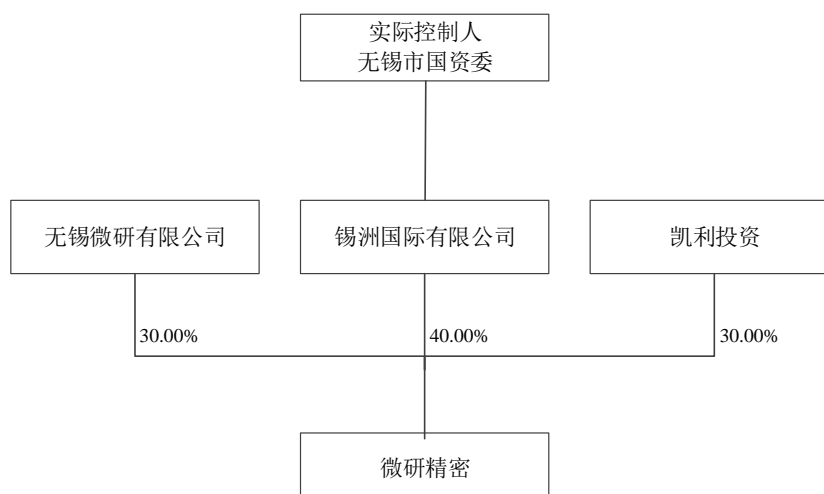 实际控制人
无锡市国资委
无锡微研有限公司
锡洲国际有限公司
凯利投资
30.00%
40.00%
30.00%
微研精密